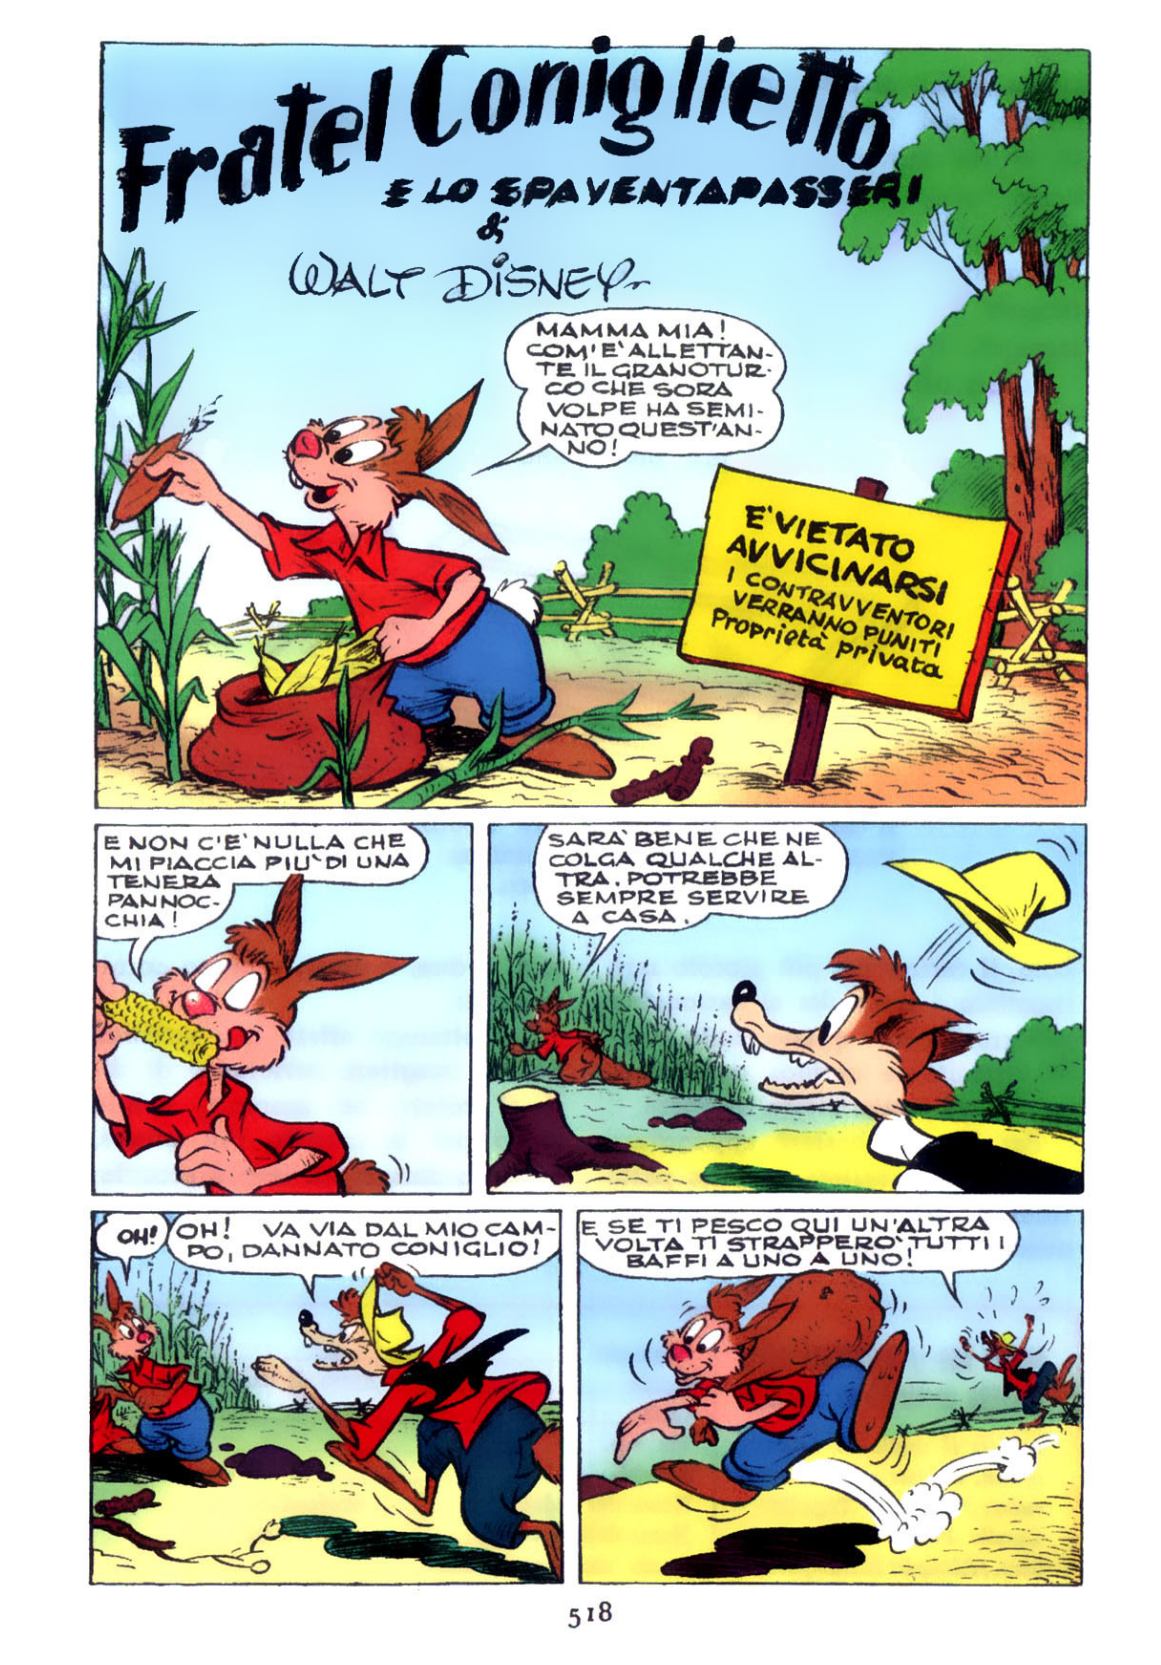 Fratel Coniglietto
E LO SPAVENTAPASSERI
di
WALT DISNEY
MAMMA MIA!
COM'E' ALLETTAN-
TE IL GRANOTUR-
CO CHE SORA
VOLPE HA SEMI-
NATO QUEST'AN-
NO!
E' VIETATO
AVVICINARSI
I CONTRAVVENTORI
VERRANNO PUNITI
Proprietà privata
E NON C'E' NULLA CHE
MI PIACCIA PIU' DI UNA
TENERA
PANNOC-
CHIA!
SARA' BENE CHE NE
COLGA QUALCHE AL-
TRA. POTREBBE
SEMPRE SERVIRE
A CASA.
OH!
OH! VA VIA DAL MIO CAM-
PO, DANNATO CONIGLIO!
E SE TI PESCO QUI UN'ALTRA
VOLTA TI STRAPPERO' TUTTI I
BAFFI A UNO A UNO!
518